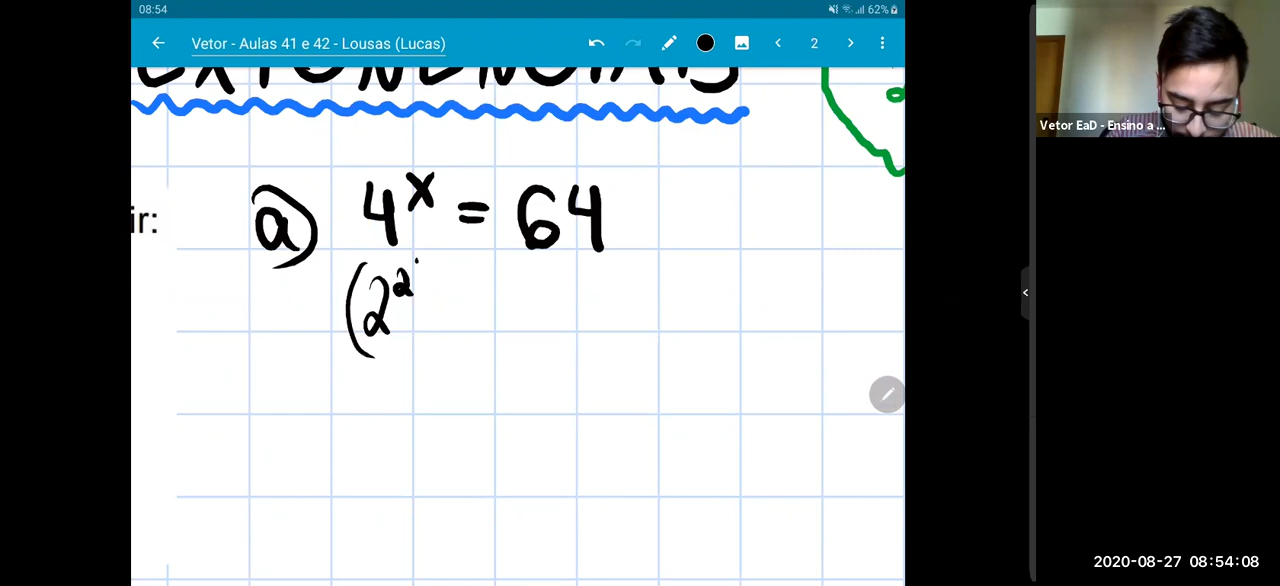 08:54
62%
Vetor - Aulas 41 e 42 - Lousas (Lucas)
2
EXPONENCIAIS
ir:
a) 4^x = 64
(2^2
Vetor EaD - Ensino a ...
2020-08-27 08:54:08